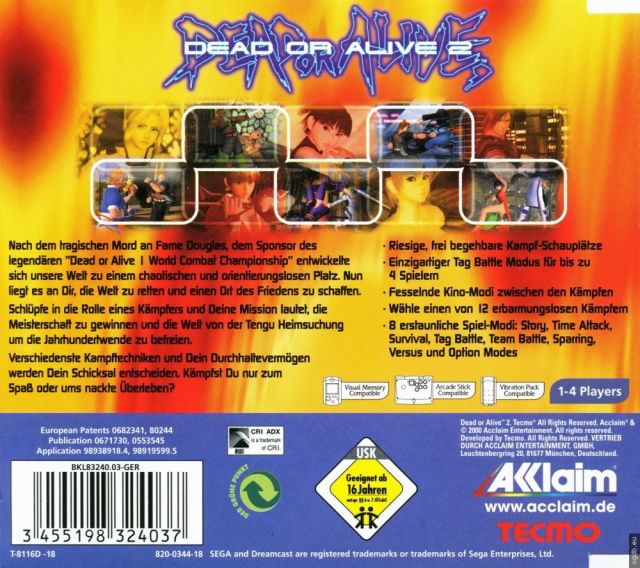 DEAD OR ALIVE 2
Nach dem tragischen Mord an Fame Douglas, dem Sponsor des
legendären "Dead or Alive 1 World Combat Championship" entwickelte
sich unsere Welt zu einem chaotischen und orientierungslosen Platz. Nun
liegt es an Dir, die Welt zu retten und einen Ort des Friedens zu schaffen.
Schlüpfe in die Rolle eines Kämpfers und Deine Mission lautet, die
Meisterschaft zu gewinnen und die Welt von der Tengu Heimsuchung
um die Jahrhundertwende zu befreien.
Verschiedenste Kampftechniken und Dein Durchhaltevermögen
werden Dein Schicksal entscheiden. Kämpfst Du nur zum
Spaß oder ums nackte Überleben?
· Riesige, frei begehbare Kampf-Schauplätze
· Einzigartiger Tag Battle Modus für bis zu
4 Spielern
· Fesselnde Kino-Modi zwischen den Kämpfen
· Wähle einen von 12 erbarmungslosen Kämpfern
· 8 erstaunliche Spiel-Modi: Story, Time Attack,
Survival, Tag Battle, Team Battle, Sparring,
Versus und Option Modes
Visual Memory
Compatible
Arcade Stick
Compatible
Vibration Pack
Compatible
1-4 Players
European Patents 0682341, 80244
Publication 0671730, 0553545
Application 98938918.4, 98919599.5
CRI ADX
is a trademark
of CRI.
Dead or Alive™ 2. Tecmo® All Rights Reserved. Acclaim® &
© 2000 Acclaim Entertainment. All rights reserved.
Developed by Tecmo. All Rights Reserved. VERTRIEB
DURCH ACCLAIM ENTERTAINMENT, GMBH,
Leuchtenbergring 20, 81677 München, Deutschland.
BKL83240.03-GER
3 455198 324037
DER GRÜNE PUNKT
USK
Geeignet ab
16 Jahren
Acclaim
www.acclaim.de
TECMO
T-8116D -18
820-0344-18
SEGA and Dreamcast are registered trademarks or trademarks of Sega Enterprises, Ltd.
ogdb.eu